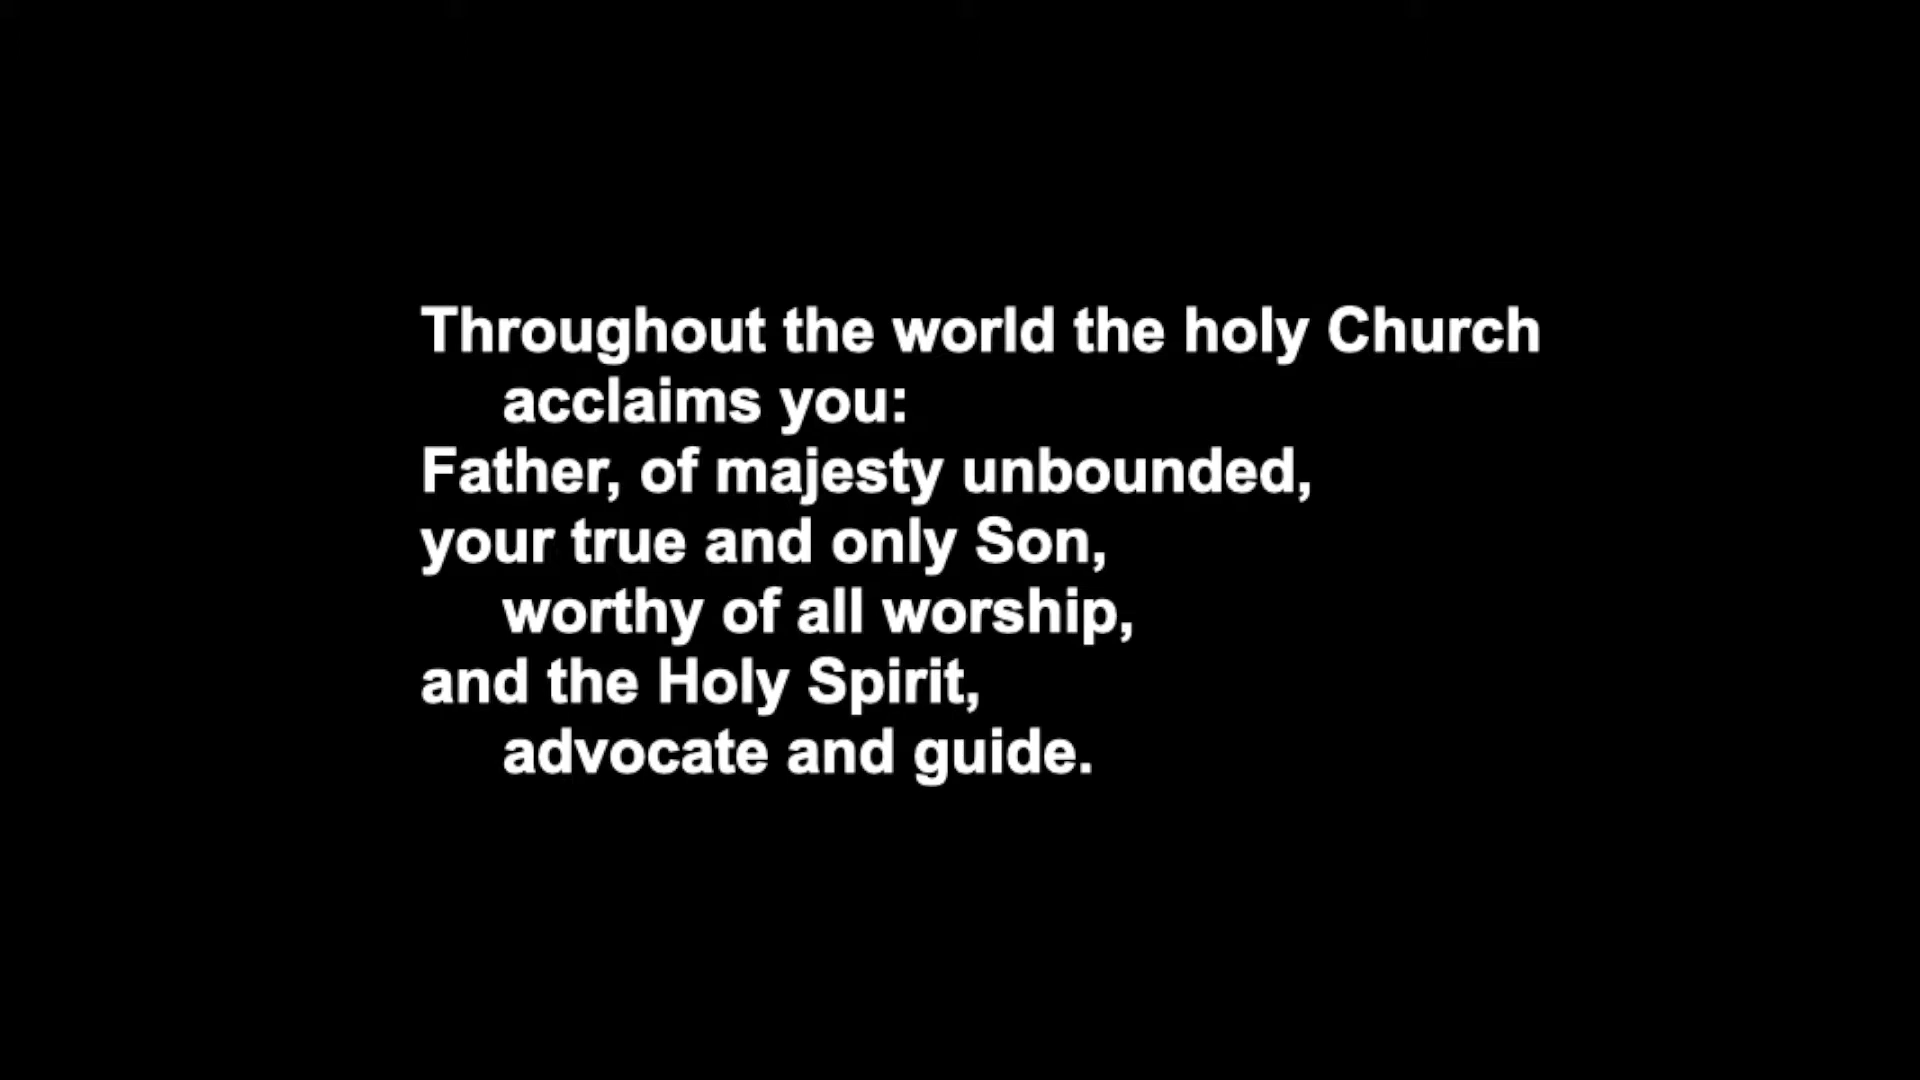 Throughout the world the holy Church
acclaims you:
Father, of majesty unbounded,
your true and only Son,
worthy of all worship,
and the Holy Spirit,
advocate and guide.